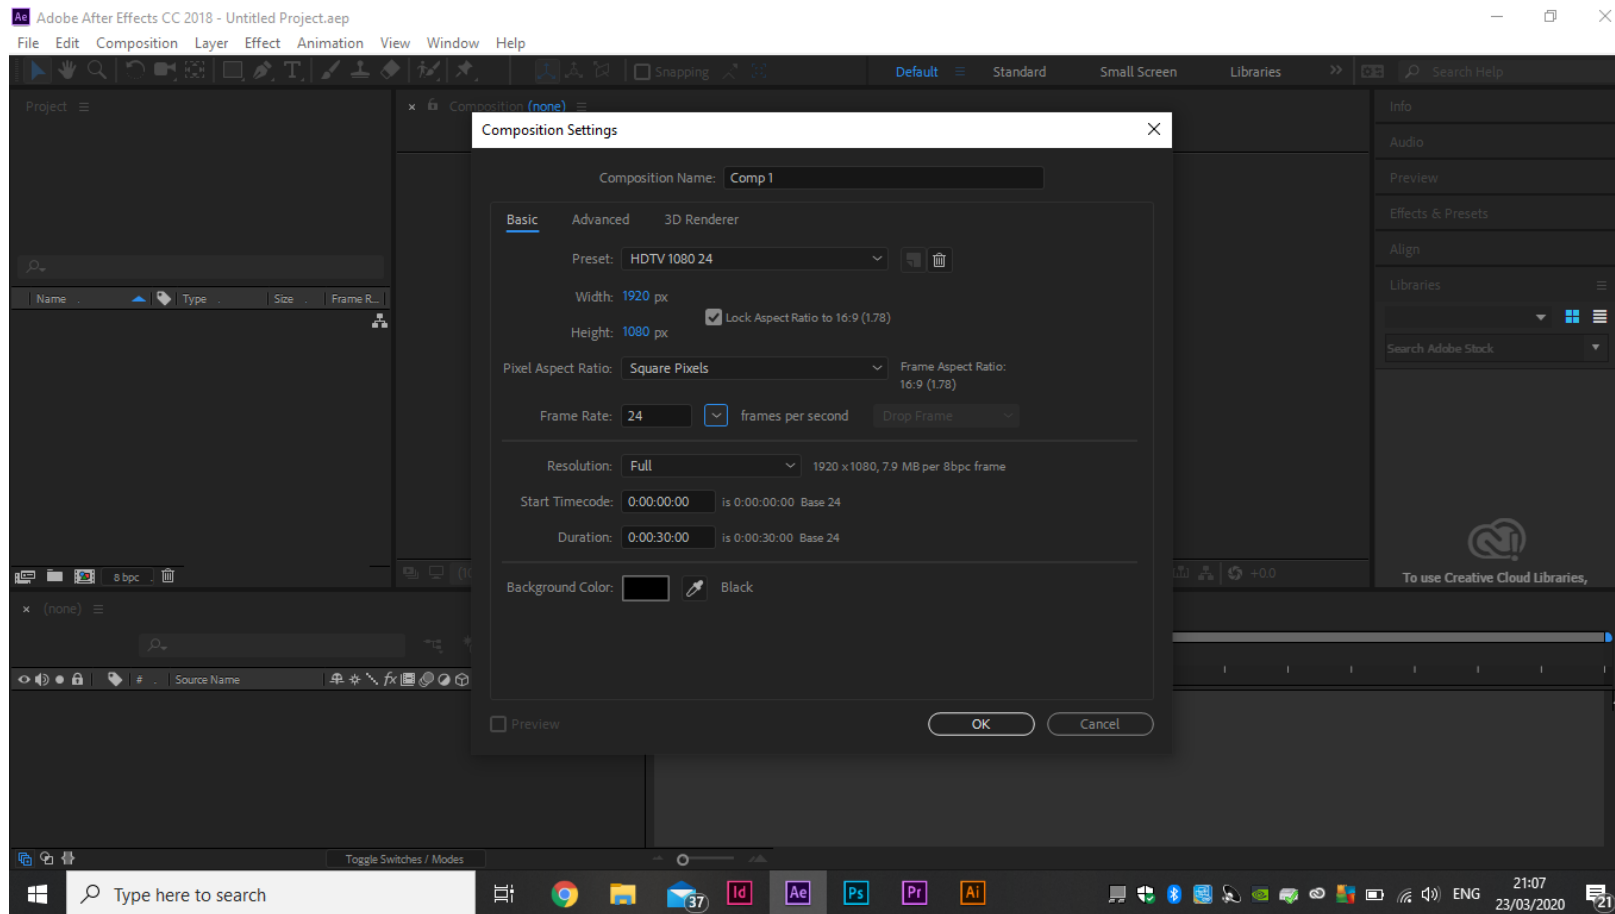 Ae Adobe After Effects CC 2018 - Untitled Project.aep
File Edit Composition Layer Effect Animation View Window Help
T Snapping Default Standard Small Screen Libraries Search Help
Project
Composition (none)
Info
Composition Settings
Audio
Composition Name: Comp 1
Preview
Basic Advanced 3D Renderer
Effects & Presets
Align
Preset: HDTV 1080 24
Libraries
Name Type Size Frame R...
Width: 1920 px
Lock Aspect Ratio to 16:9 (1.78)
Height: 1080 px
Search Adobe Stock
Pixel Aspect Ratio: Square Pixels
Frame Aspect Ratio:
16:9 (1.78)
Frame Rate: 24 frames per second Drop Frame
Resolution: Full 1920 x 1080, 7.9 MB per 8bpc frame
Start Timecode: 0:00:00:00 is 0:00:00:00 Base 24
Duration: 0:00:30:00 is 0:00:30:00 Base 24
8 bpc
+0.0
To use Creative Cloud Libraries,
Background Color: Black
(none)
# Source Name fx
Preview OK Cancel
Toggle Switches / Modes
Type here to search
37 Id Ae Ps Pr Ai
ENG
21:07
23/03/2020
21